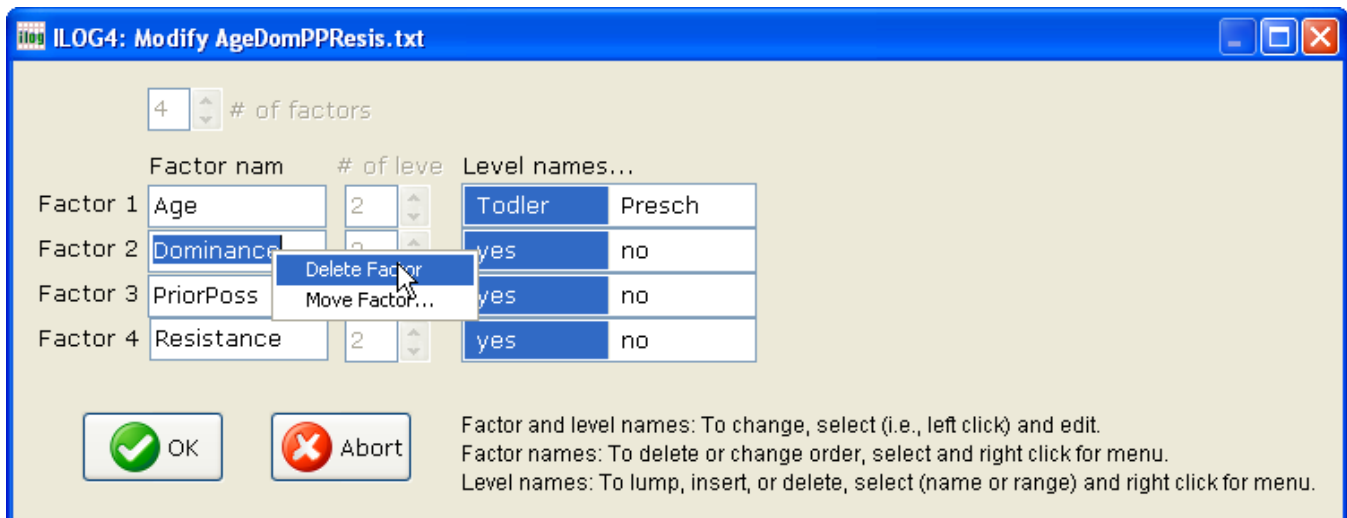 ilog ILOG4: Modify AgeDomPPResis.txt
4 # of factors
Factor nam # of leve Level names...
Factor 1 Age 2 Todler Presch
Factor 2 Dominance 2 yes no
Delete Factor
Factor 3 PriorPoss yes no
Move Factor...
Factor 4 Resistance 2 yes no
OK Abort
Factor and level names: To change, select (i.e., left click) and edit.
Factor names: To delete or change order, select and right click for menu.
Level names: To lump, insert, or delete, select (name or range) and right click for menu.